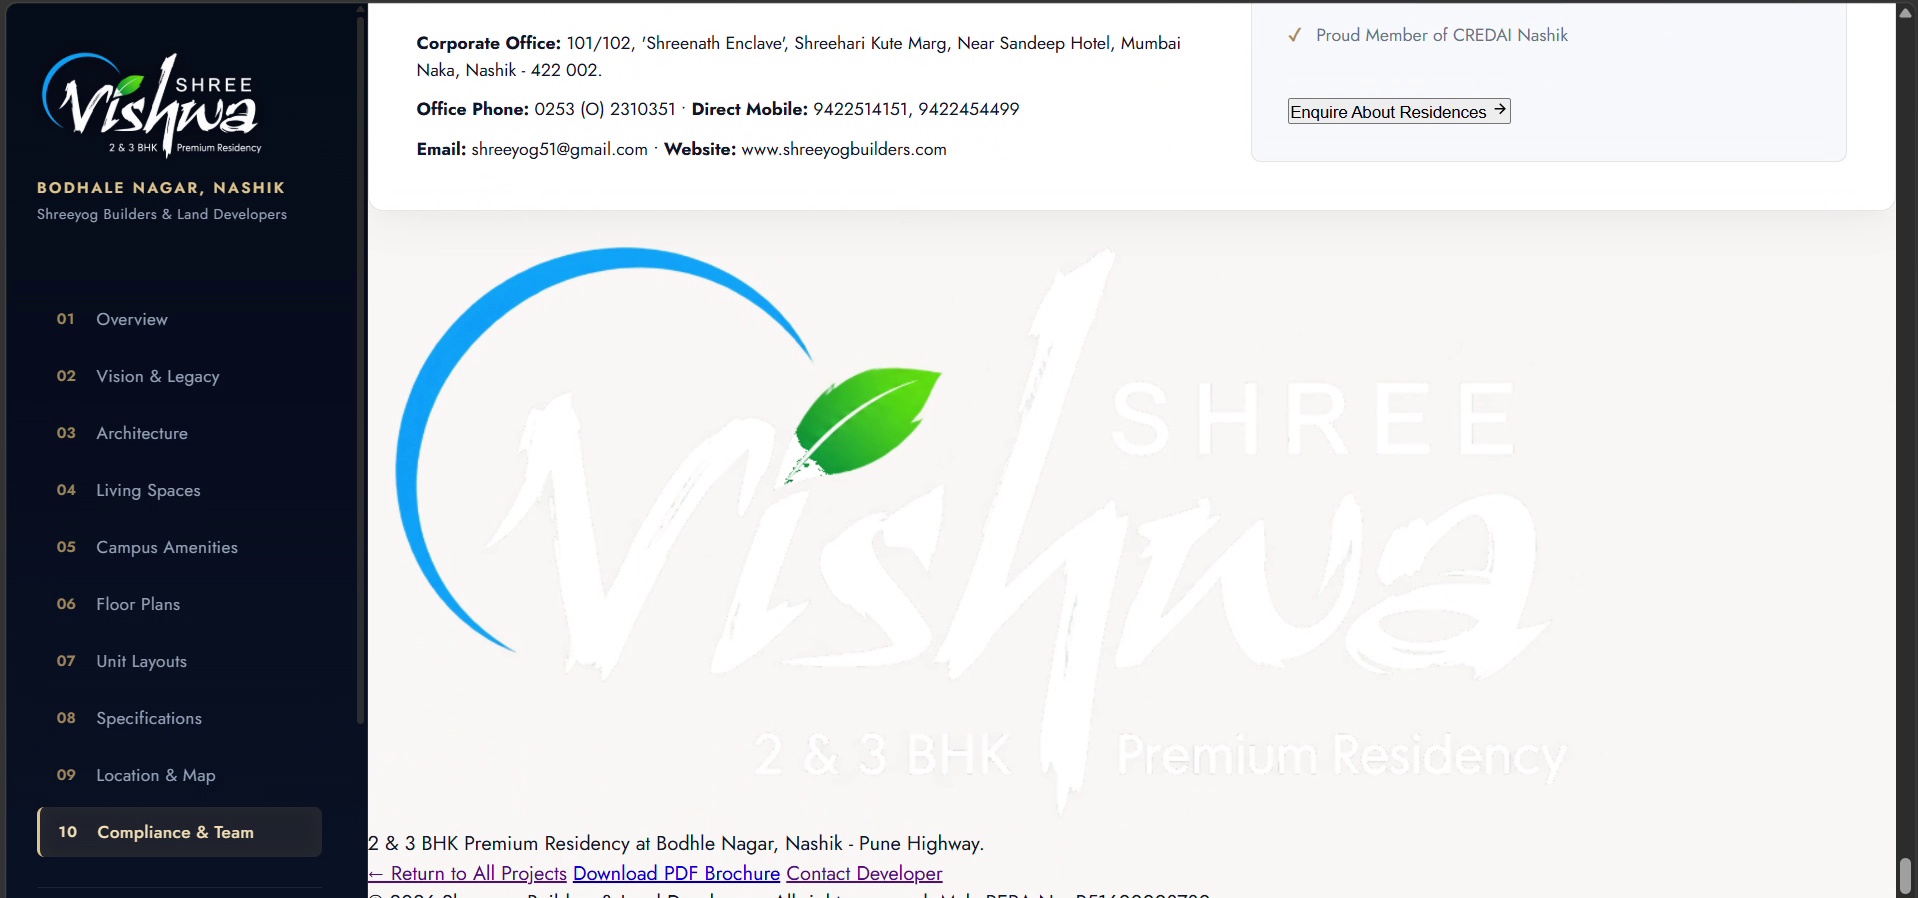 SHREE
Vishwa
2 & 3 BHK Premium Residency
BODHALE NAGAR, NASHIK
Shreeyog Builders & Land Developers
01 Overview
02 Vision & Legacy
03 Architecture
04 Living Spaces
05 Campus Amenities
06 Floor Plans
07 Unit Layouts
08 Specifications
09 Location & Map
10 Compliance & Team
Corporate Office: 101/102, 'Shreenath Enclave', Shreehari Kute Marg, Near Sandeep Hotel, Mumbai
Naka, Nashik - 422 002.
Office Phone: 0253 (O) 2310351 · Direct Mobile: 9422514151, 9422454499
Email: shreeyog51@gmail.com · Website: www.shreeyogbuilders.com
✓ Proud Member of CREDAI Nashik
Enquire About Residences →
SHREE
Vishwa
2 & 3 BHK Premium Residency
2 & 3 BHK Premium Residency at Bodhle Nagar, Nashik - Pune Highway.
← Return to All Projects Download PDF Brochure Contact Developer